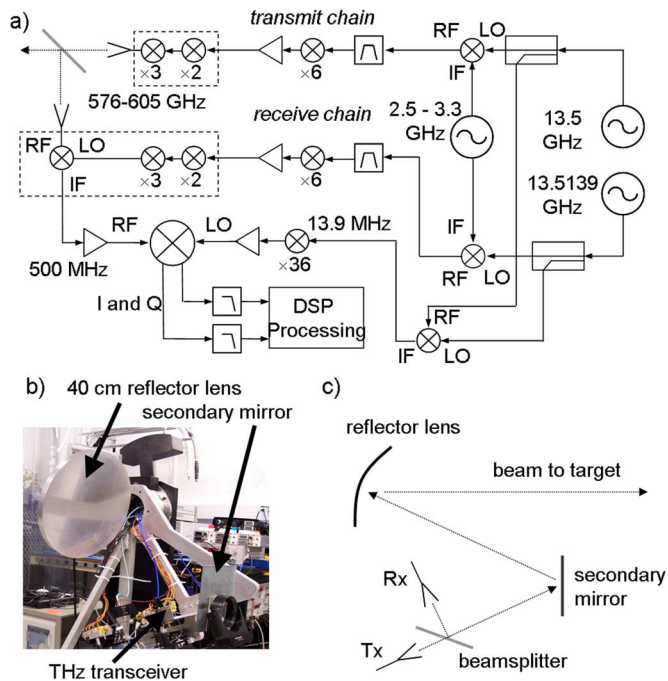 a)
transmit chain
RF
LO
IF
×3
×2
×6
576-605 GHz
receive chain
2.5 - 3.3
GHz
13.5
GHz
RF
LO
IF
×3
×2
×6
13.5139
GHz
IF
RF
LO
RF
LO
13.9 MHz
500 MHz
×36
I and Q
DSP
Processing
RF
IF
LO
b)
40 cm reflector lens
secondary mirror
THz transceiver
c)
reflector lens
beam to target
Rx
secondary
mirror
Tx
beamsplitter